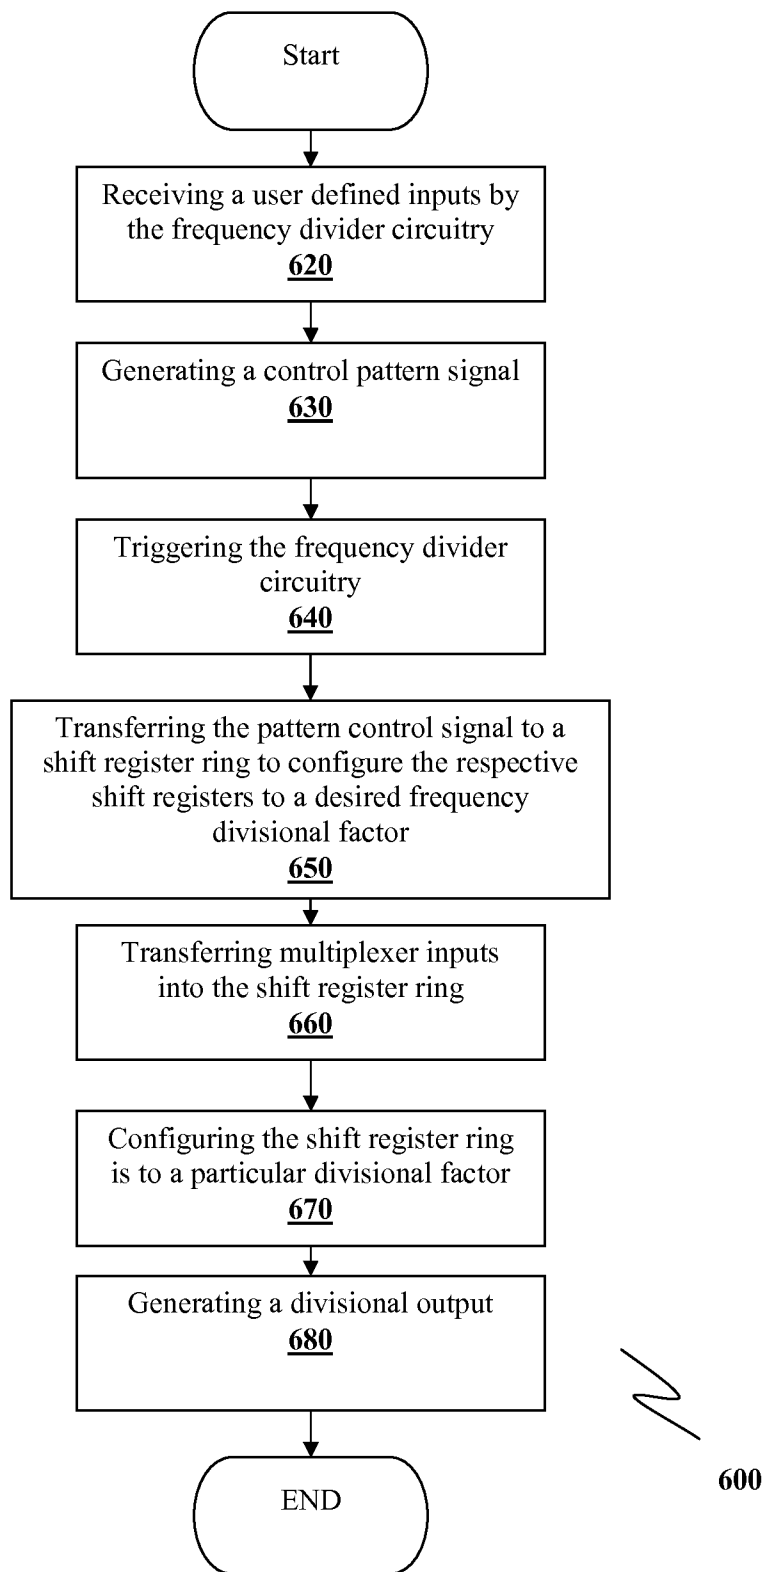 Start
Receiving a user defined inputs by
the frequency divider circuitry
620
Generating a control pattern signal
630
Triggering the frequency divider
circuitry
640
Transferring the pattern control signal to a
shift register ring to configure the respective
shift registers to a desired frequency
divisional factor
650
Transferring multiplexer inputs
into the shift register ring
660
Configuring the shift register ring
is to a particular divisional factor
670
Generating a divisional output
680
600
END